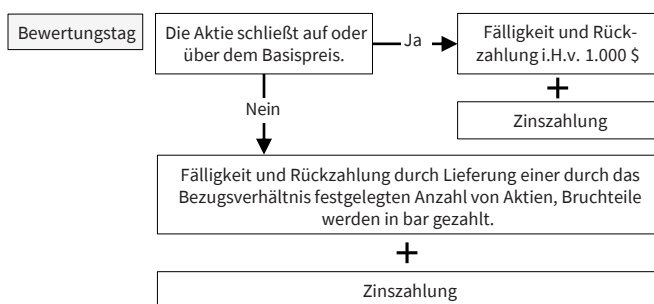 Bewertungstag
Die Aktie schließt auf oder
über dem Basispreis.
Ja
Fälligkeit und Rück-
zahlung i.H.v. 1.000 $
+
Zinszahlung
Nein
Fälligkeit und Rückzahlung durch Lieferung einer durch das
Bezugsverhältnis festgelegten Anzahl von Aktien, Bruchteile
werden in bar gezahlt.
+
Zinszahlung